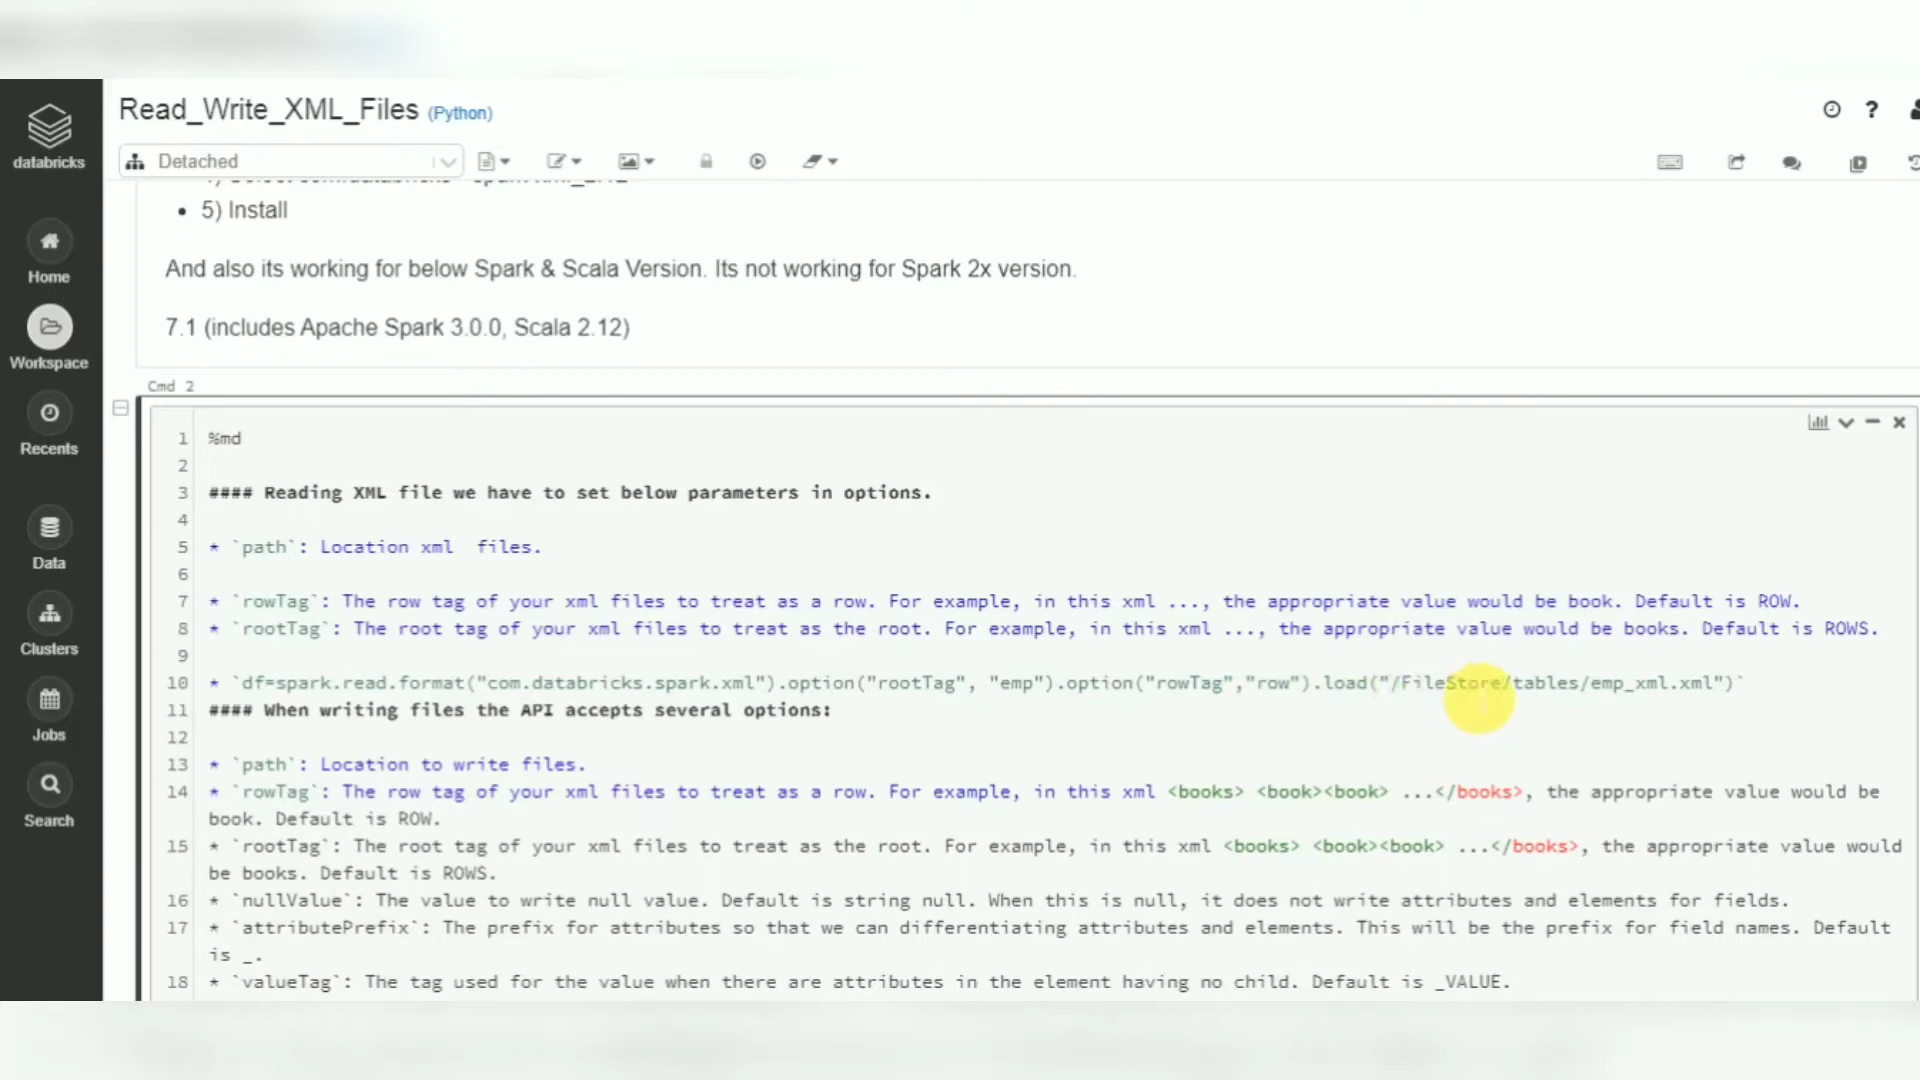 Read_Write_XML_Files (Python)
databricks
Detached
5) Install
Home
And also its working for below Spark & Scala Version. Its not working for Spark 2x version.
7.1 (includes Apache Spark 3.0.0, Scala 2.12)
Workspace
Cmd 2
Recents
1 %md
2
3 #### Reading XML file we have to set below parameters in options.
4
5 * `path`: Location xml  files.
Data
6
7 * `rowTag`: The row tag of your xml files to treat as a row. For example, in this xml ..., the appropriate value would be book. Default is ROW.
8 * `rootTag`: The root tag of your xml files to treat as the root. For example, in this xml ..., the appropriate value would be books. Default is ROWS.
Clusters
9
10 * `df=spark.read.format("com.databricks.spark.xml").option("rootTag", "emp").option("rowTag","row").load("/FileStore/tables/emp_xml.xml")`
11 #### When writing files the API accepts several options:
Jobs
12
13 * `path`: Location to write files.
14 * `rowTag`: The row tag of your xml files to treat as a row. For example, in this xml <books> <book><book> ...</books>, the appropriate value would be
book. Default is ROW.
Search
15 * `rootTag`: The root tag of your xml files to treat as the root. For example, in this xml <books> <book><book> ...</books>, the appropriate value would
be books. Default is ROWS.
16 * `nullValue`: The value to write null value. Default is string null. When this is null, it does not write attributes and elements for fields.
17 * `attributePrefix`: The prefix for attributes so that we can differentiating attributes and elements. This will be the prefix for field names. Default
is _.
18 * `valueTag`: The tag used for the value when there are attributes in the element having no child. Default is _VALUE.